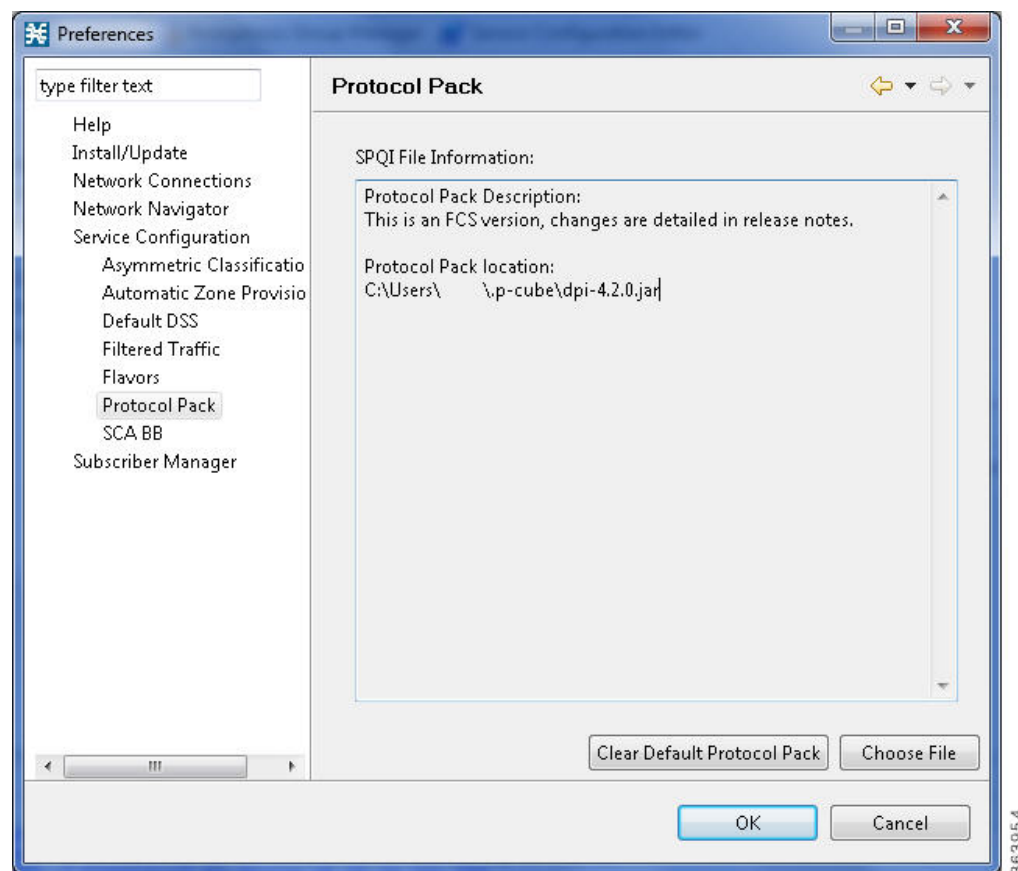 Preferences
type filter text
Help
Install/Update
Network Connections
Network Navigator
Service Configuration
Asymmetric Classificatio
Automatic Zone Provisio
Default DSS
Filtered Traffic
Flavors
Protocol Pack
SCA BB
Subscriber Manager
Protocol Pack
SPQI File Information:
Protocol Pack Description:
This is an FCS version, changes are detailed in release notes.
Protocol Pack location:
C:\Users\ \.p-cube\dpi-4.2.0.jar
Clear Default Protocol Pack
Choose File
OK
Cancel
363954